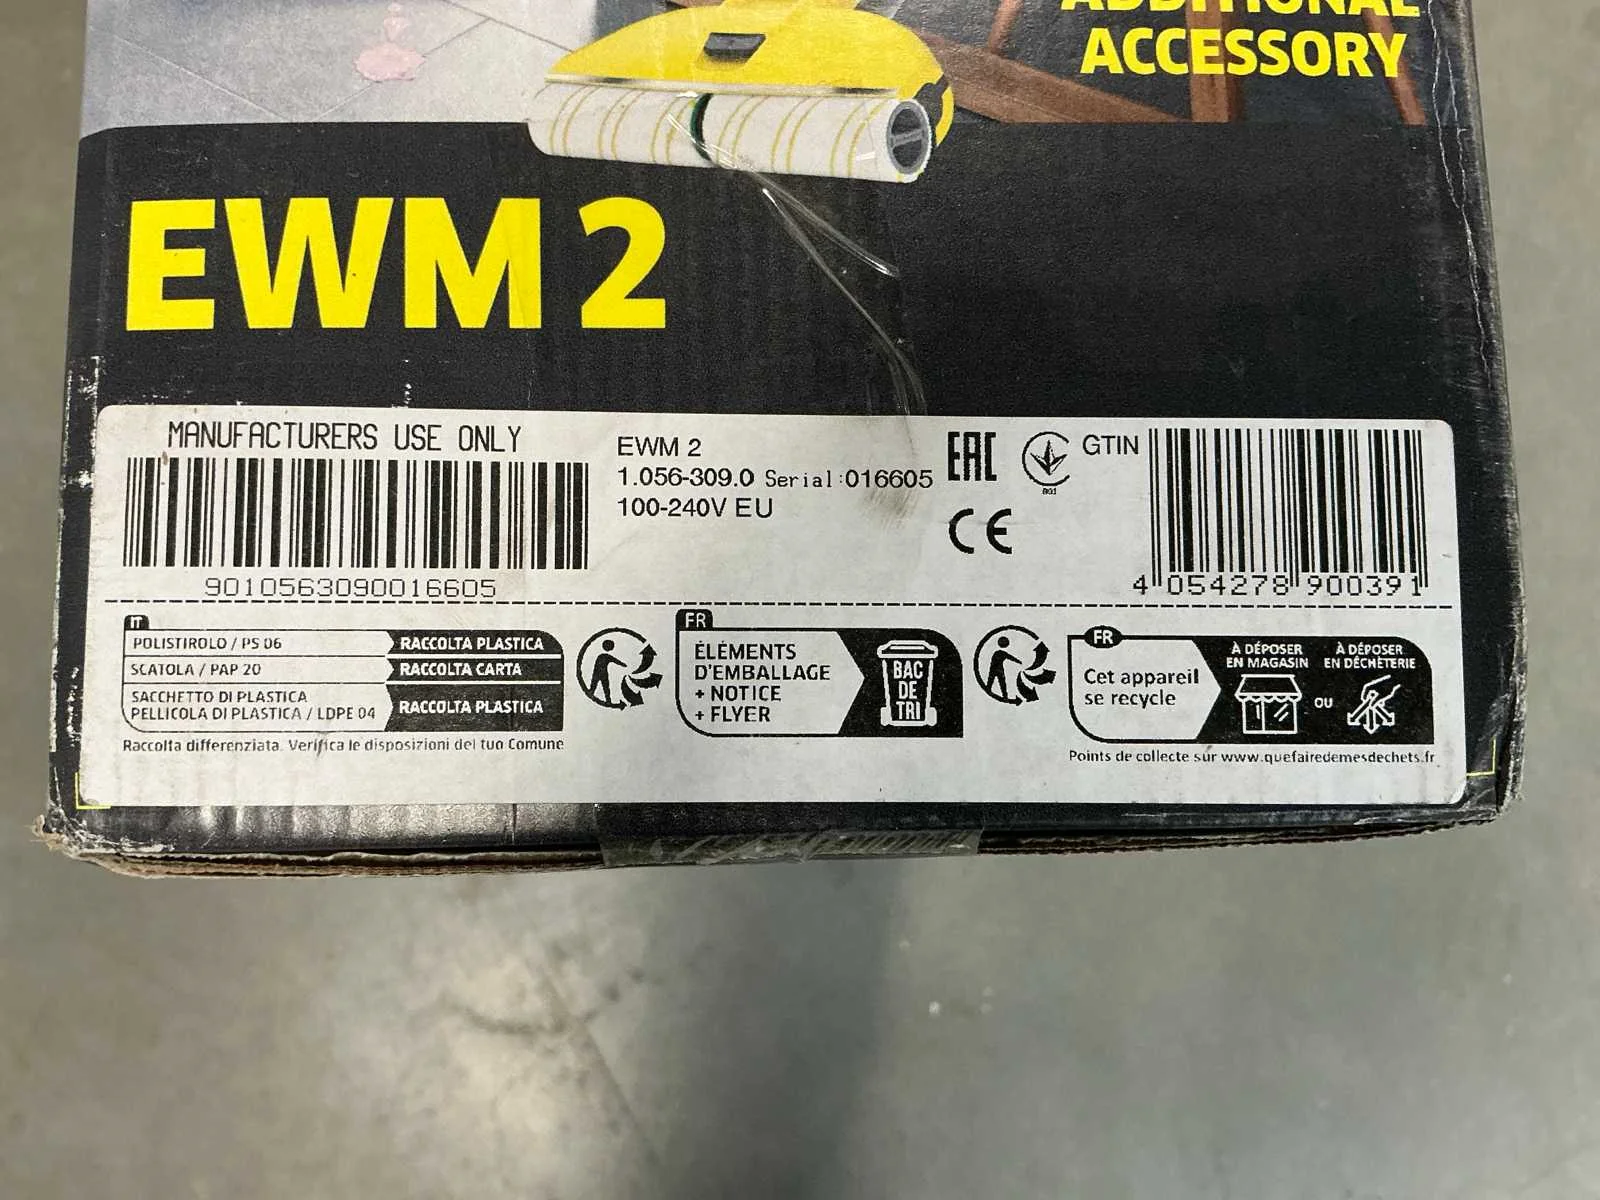 ADDITIONAL
ACCESSORY
EWM 2
MANUFACTURERS USE ONLY
9010563090016605
EWM 2
1.056-309.0 Serial:016605
100-240V EU
EAC
CE
GTIN
4 054278 900391
IT
POLISTIROLO / PS 06
RACCOLTA PLASTICA
SCATOLA / PAP 20
RACCOLTA CARTA
SACCHETTO DI PLASTICA
PELLICOLA DI PLASTICA / LDPE 04
RACCOLTA PLASTICA
Raccolta differenziata. Verifica le disposizioni del tuo Comune
FR
ÉLÉMENTS
D'EMBALLAGE
+ NOTICE
+ FLYER
BAC
DE
TRI
FR
Cet appareil
se recycle
À DÉPOSER
EN MAGASIN
OU
À DÉPOSER
EN DÉCHÈTERIE
Points de collecte sur www.quefairedemesdechets.fr